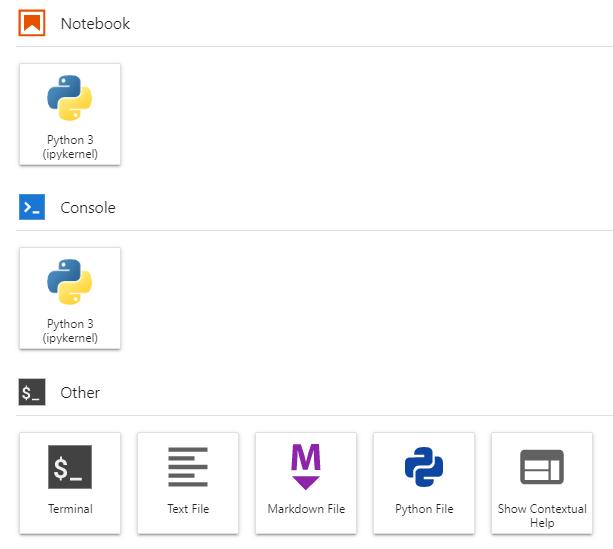 Notebook
Python 3
(ipykernel)
Console
Python 3
(ipykernel)
$_ Other
$_
M
Terminal
Text File
Markdown File
Python File
Show Contextual
Help